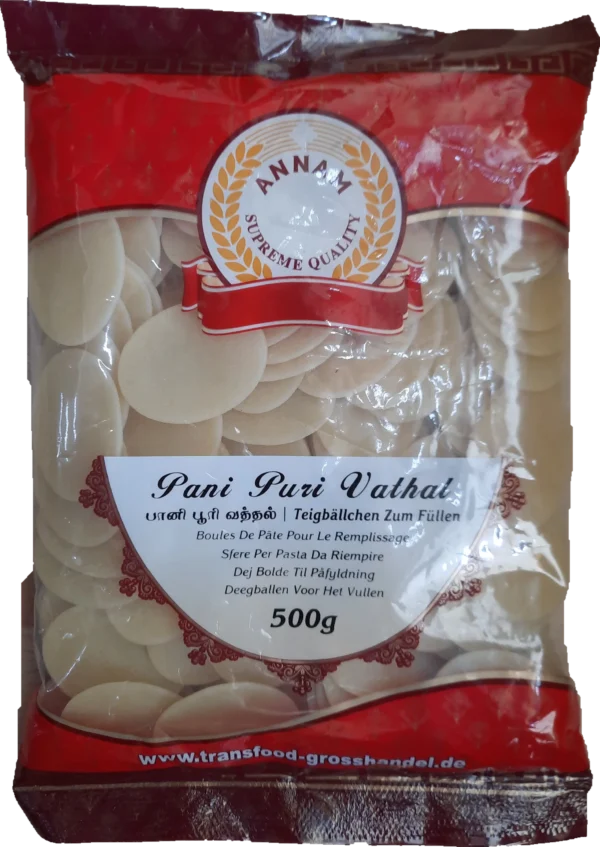 ANNAM
SUPREME QUALITY
Pani Puri Vathal
பானி பூரி வத்தல் | Teigbällchen Zum Füllen
Boules De Pâte Pour Le Remplissage
Sfere Per Pasta Da Riempire
Dej Bolde Til Påfyldning
Deegballen Voor Het Vullen
500g
www.transfood-grosshandel.de